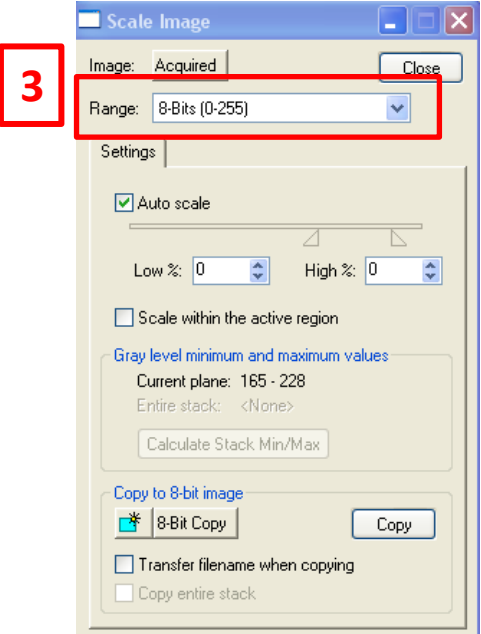 Scale Image
3
Image: Acquired Close
Range: 8-Bits (0-255)
Settings
Auto scale
Low %: 0 High %: 0
Scale within the active region
Gray level minimum and maximum values
Current plane: 165 - 228
Entire stack: <None>
Calculate Stack Min/Max
Copy to 8-bit image
8-Bit Copy Copy
Transfer filename when copying
Copy entire stack